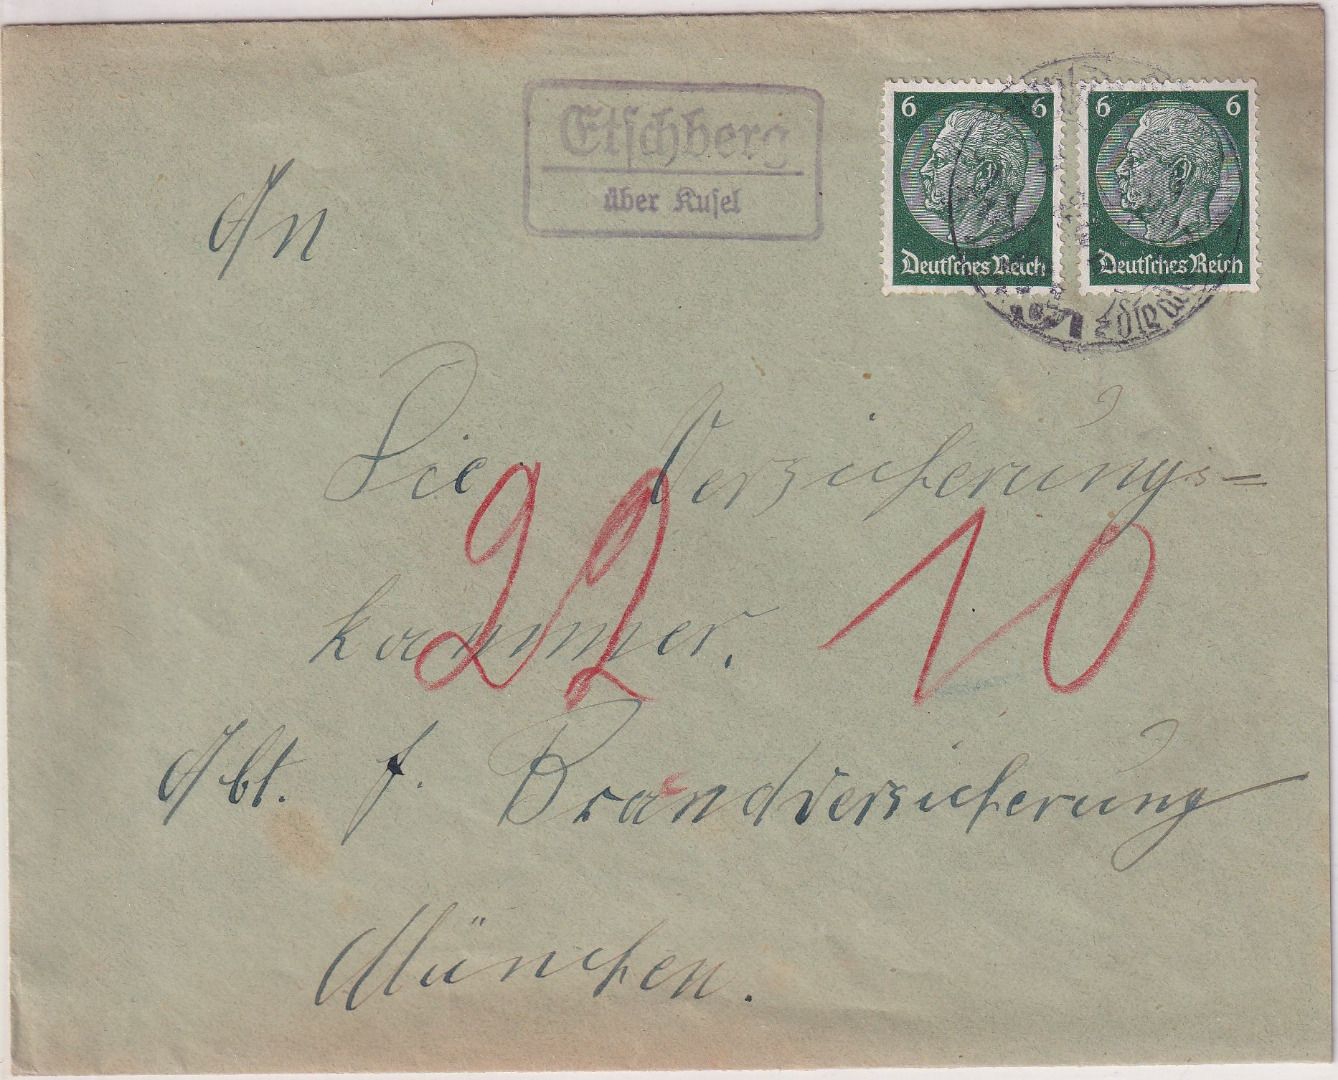 Etschberg
über Kusel
6 6 6 6
Deutsches Reich Deutsches Reich
An
Die Versicherungs=
kammer.
22 10
Abt. f. Brandversicherung
München.